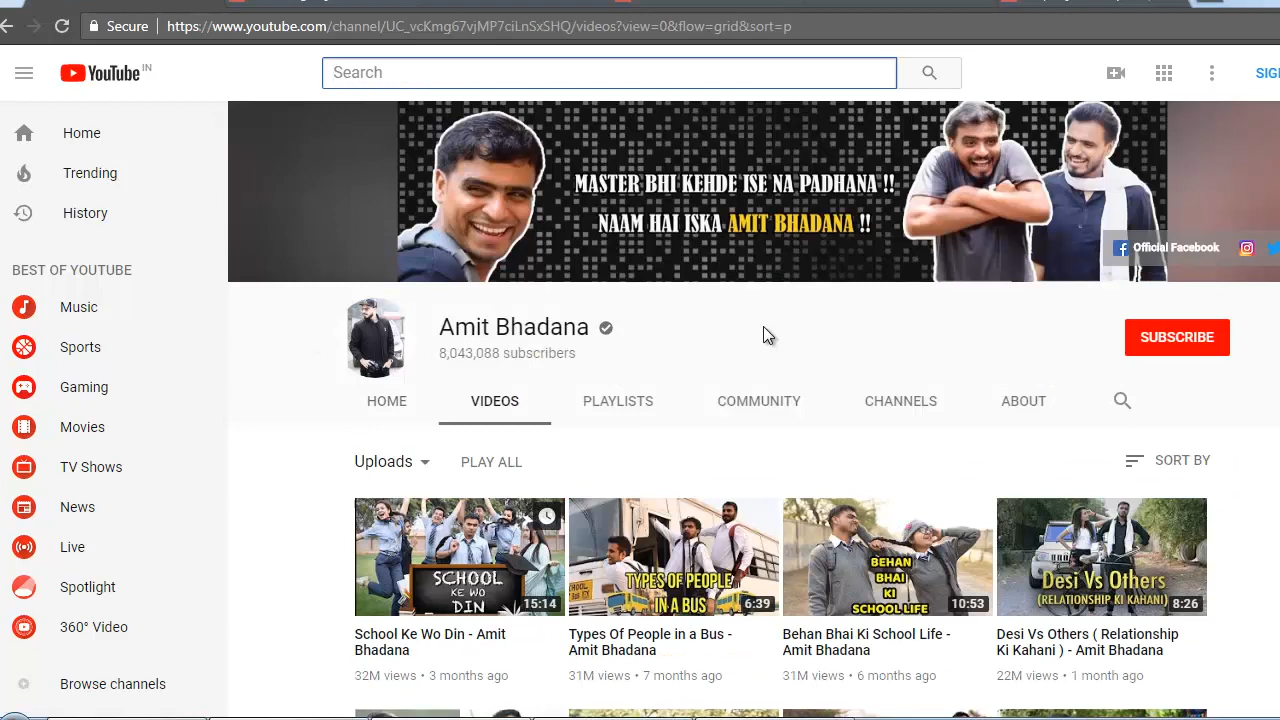 Secure https://www.youtube.com/channel/UC_vcKmg67vjMP7ciLnSxSHQ/videos?view=0&flow=grid&sort=p
YouTube IN
Search
SIG
Home
Trending
History
BEST OF YOUTUBE
Music
Sports
Gaming
Movies
TV Shows
News
Live
Spotlight
360° Video
Browse channels
MASTER BHI KEHDE ISE NA PADHANA !!
NAAM HAI ISKA AMIT BHADANA !!
Official Facebook
Amit Bhadana
8,043,088 subscribers
SUBSCRIBE
HOME VIDEOS PLAYLISTS COMMUNITY CHANNELS ABOUT
Uploads PLAY ALL SORT BY
SCHOOL
KE WO
DIN
15:14
School Ke Wo Din - Amit
Bhadana
32M views • 3 months ago
TYPES OF PEOPLE
IN A BUS
6:39
Types Of People in a Bus -
Amit Bhadana
31M views • 7 months ago
BEHAN
BHAI
KI
SCHOOL LIFE
10:53
Behan Bhai Ki School Life -
Amit Bhadana
31M views • 6 months ago
Desi Vs Others
(RELATIONSHIP KI KAHANI)
8:26
Desi Vs Others ( Relationship
Ki Kahani ) - Amit Bhadana
22M views • 1 month ago